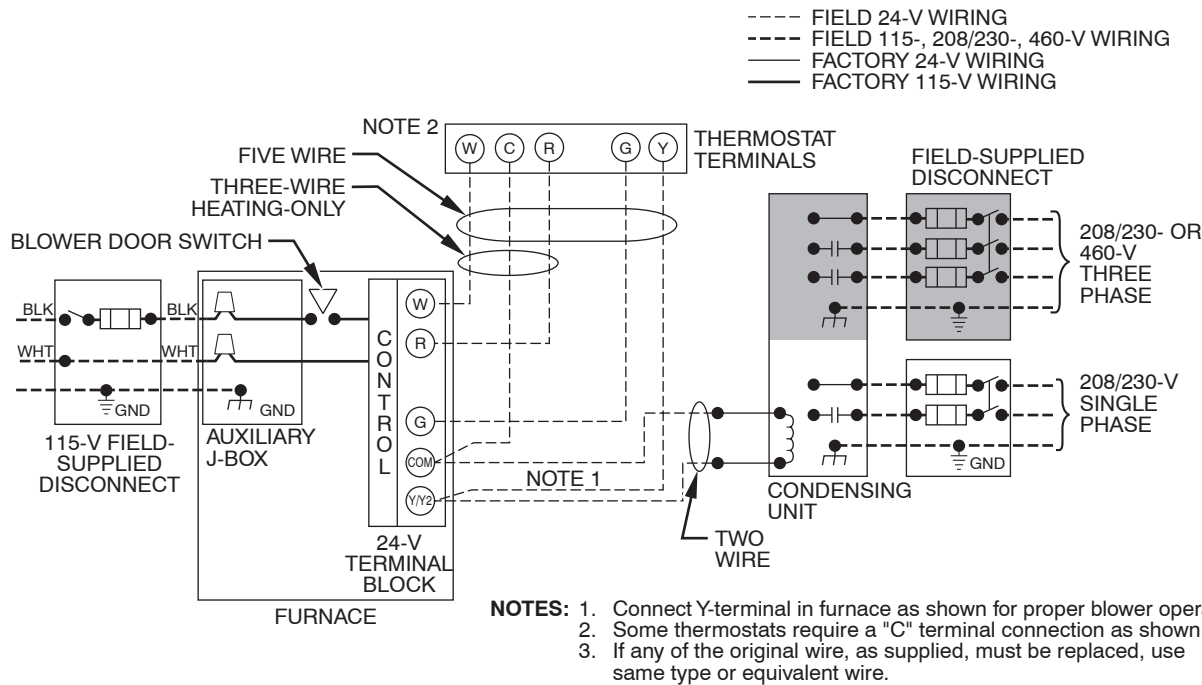 FIELD 24-V WIRING
FIELD 115-, 208/230-, 460-V WIRING
FACTORY 24-V WIRING
FACTORY 115-V WIRING
NOTE 2
W C R G Y
THERMOSTAT
TERMINALS
FIVE WIRE
THREE-WIRE
HEATING-ONLY
BLOWER DOOR SWITCH
FIELD-SUPPLIED
DISCONNECT
208/230- OR
460-V
THREE
PHASE
BLK
BLK
WHT
WHT
GND
GND
115-V FIELD-
SUPPLIED
DISCONNECT
AUXILIARY
J-BOX
CONTROL
W
R
G
COM
Y/Y2
NOTE 1
24-V
TERMINAL
BLOCK
FURNACE
TWO
WIRE
CONDENSING
UNIT
GND
208/230-V
SINGLE
PHASE
NOTES: 1. Connect Y-terminal in furnace as shown for proper blower oper
2. Some thermostats require a "C" terminal connection as shown
3. If any of the original wire, as supplied, must be replaced, use
same type or equivalent wire.